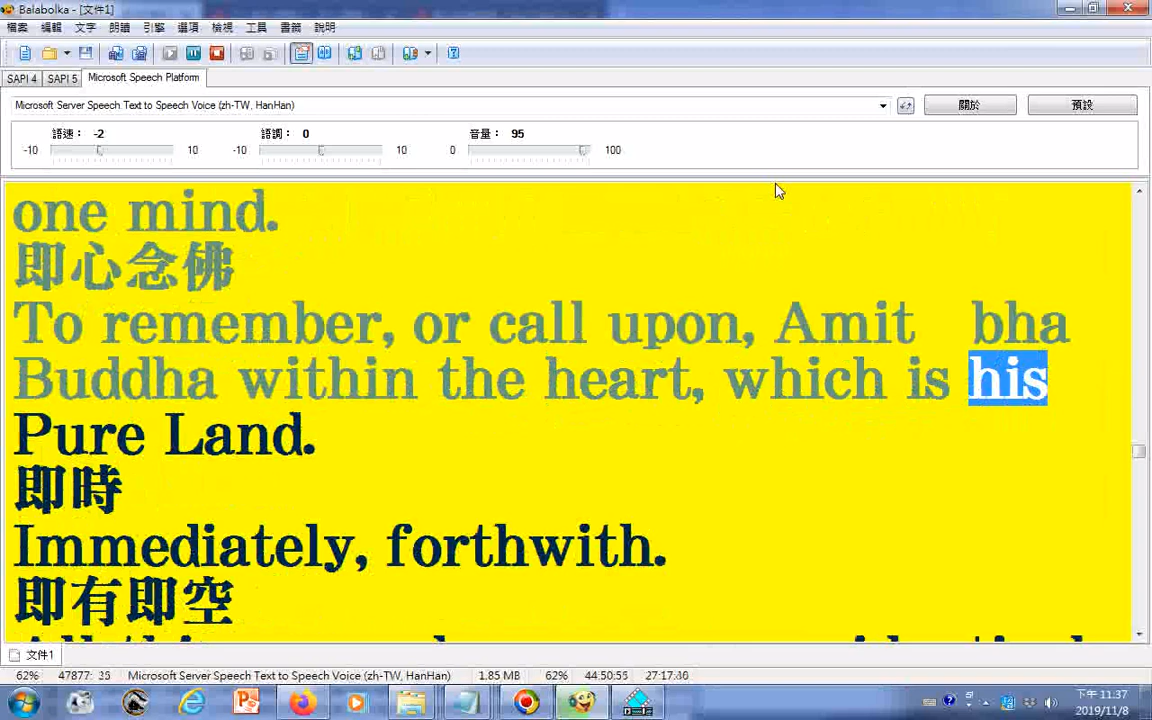 Balabolka - [文件1]
檔案 編輯 文字 朗讀 引擎 選項 檢視 工具 書籤 說明
SAPI 4 SAPI 5 Microsoft Speech Platform
Microsoft Server Speech Text to Speech Voice (zh-TW, HanHan) 關於 預設
語速： -2 語調： 0 音量： 95
-10 10 -10 10 0 100
one mind.
即心念佛
To remember, or call upon, Amit bha
Buddha within the heart, which is his
Pure Land.
即時
Immediately, forthwith.
即有即空
文件1
62% 47877: 35 Microsoft Server Speech Text to Speech Voice (zh-TW, HanHan) 1.85 MB 62% 44:50:55 27:17:36
下午 11:37
2019/11/8